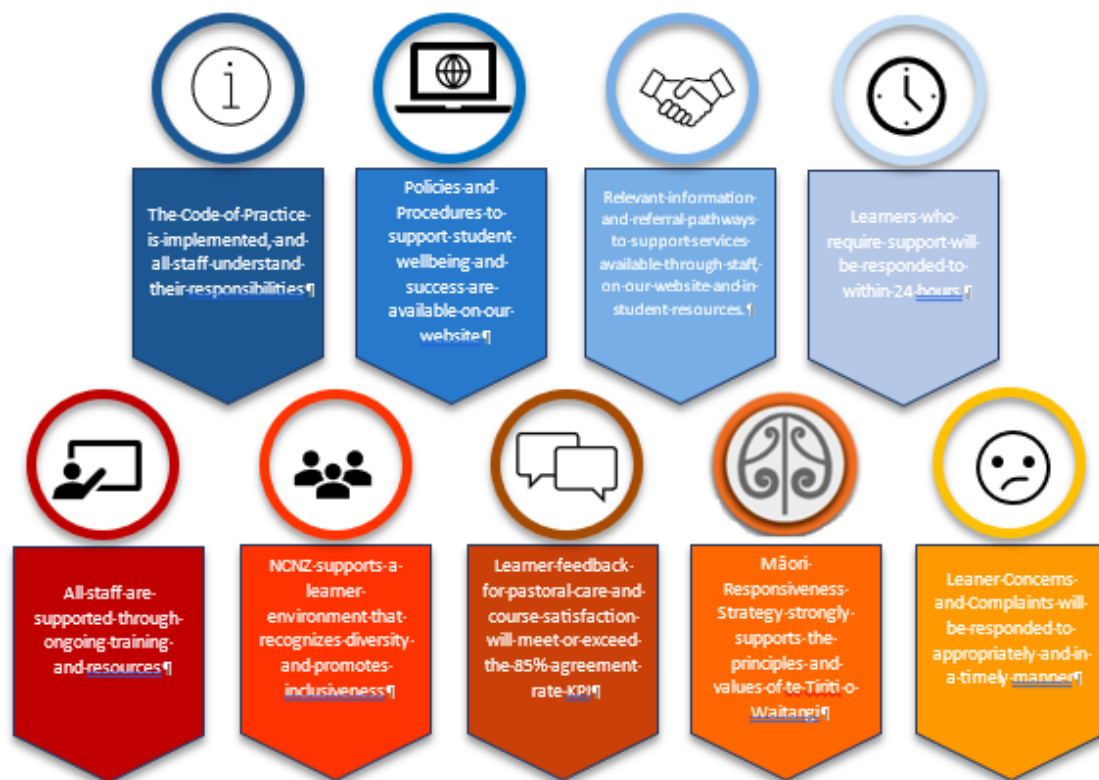 i
The Code of Practice
is implemented, and
all staff understand
their responsibilities¶
Policies and
Procedures to
support student
wellbeing and
success are
available on our
website¶
Relevant information
and referral pathways
to support services
available through staff,
on our website and in
student resources.¶
Learners who
require support will
be responded to
within 24 hours¶
All staff are
supported through
ongoing training
and resources¶
NCNZ supports a
learner
environment that
recognizes diversity
and promotes
inclusiveness¶
Learner feedback
for pastoral care and
course satisfaction
will meet or exceed
the 85% agreement
rate KPI¶
Māori
Responsiveness
Strategy strongly
supports the
principles and
values of te Tiriti o
Waitangi¶
Leaner Concerns
and Complaints will
be responded to
appropriately and in
a timely manner¶